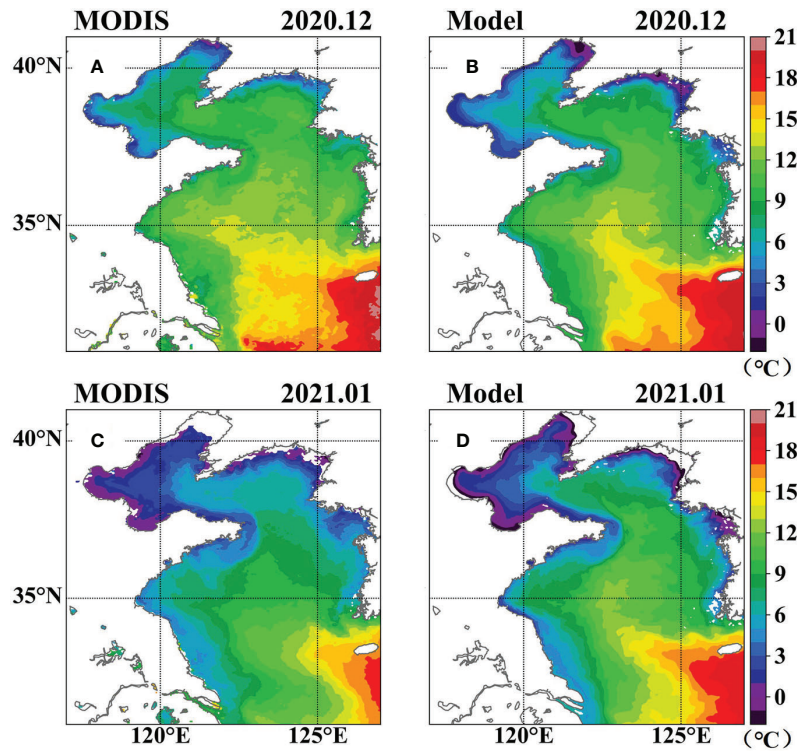 MODIS 2020.12 Model 2020.12
A B
40°N
35°N
21
18
15
12
9
6
3
0
(°C)
MODIS 2021.01 Model 2021.01
C D
40°N
35°N
21
18
15
12
9
6
3
0
(°C)
120°E 125°E 120°E 125°E